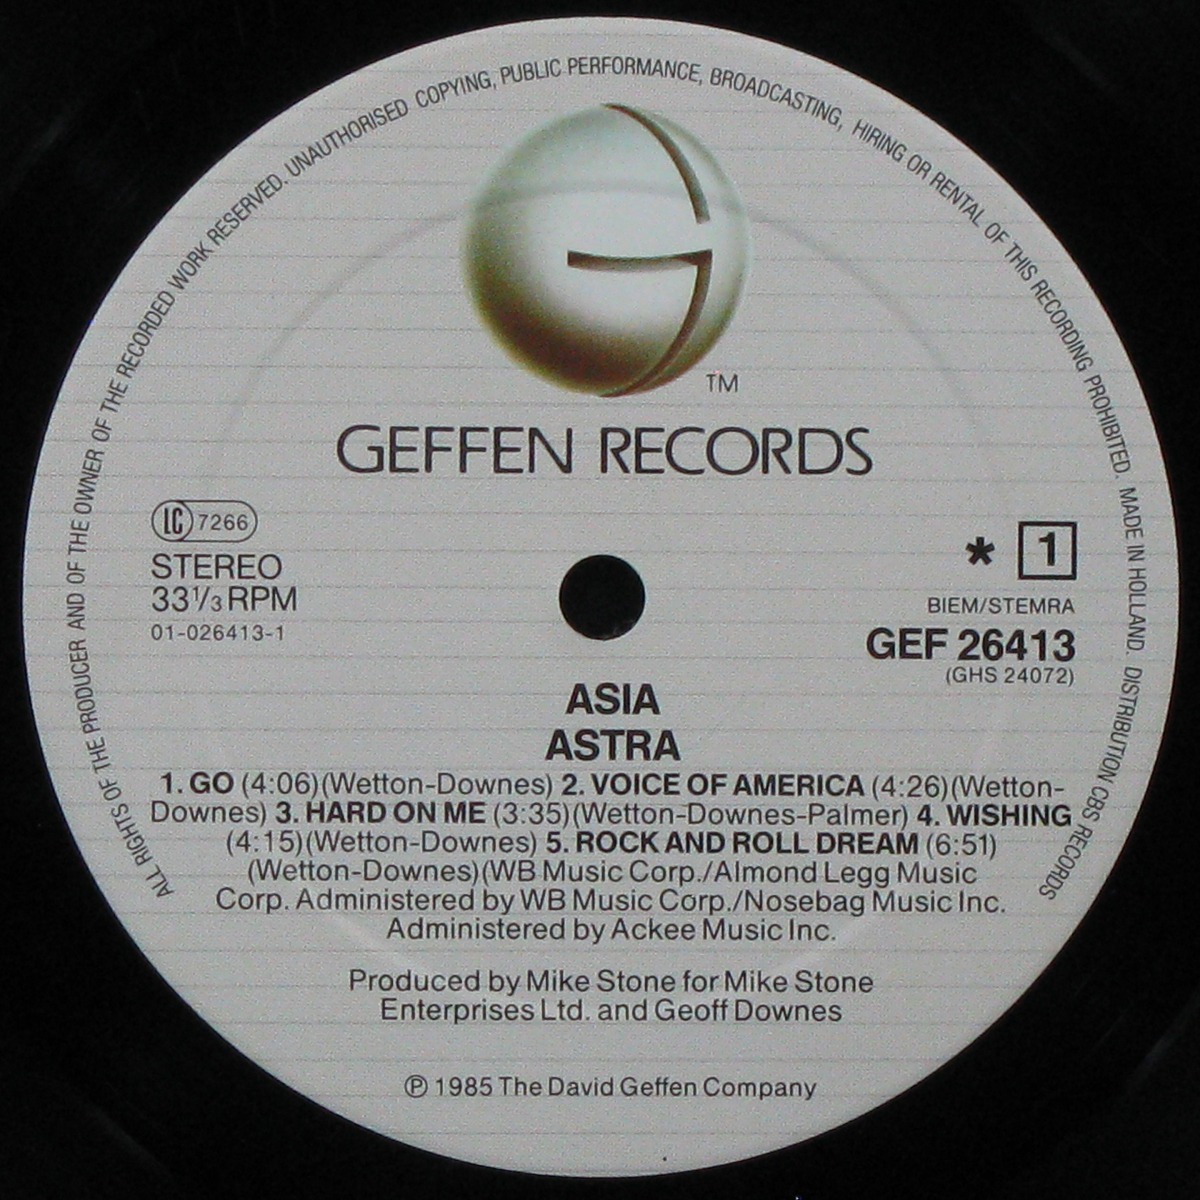 ALL RIGHTS OF THE PRODUCER AND OF THE OWNER OF THE RECORDED WORK RESERVED. UNAUTHORISED COPYING, PUBLIC PERFORMANCE, BROADCASTING, HIRING OR RENTAL OF THIS RECORDING PROHIBITED. MADE IN HOLLAND. DISTRIBUTION CBS RECORDS
G
TM
GEFFEN RECORDS
LC 7266
STEREO
33 1/3 RPM
01-026413-1
* 1
BIEM/STEMRA
GEF 26413
(GHS 24072)
ASIA
ASTRA
1. GO (4:06)(Wetton-Downes) 2. VOICE OF AMERICA (4:26)(Wetton-
Downes) 3. HARD ON ME (3:35)(Wetton-Downes-Palmer) 4. WISHING
(4:15)(Wetton-Downes) 5. ROCK AND ROLL DREAM (6:51)
(Wetton-Downes)(WB Music Corp./Almond Legg Music
Corp. Administered by WB Music Corp./Nosebag Music Inc.
Administered by Ackee Music Inc.
Produced by Mike Stone for Mike Stone
Enterprises Ltd. and Geoff Downes
℗ 1985 The David Geffen Company